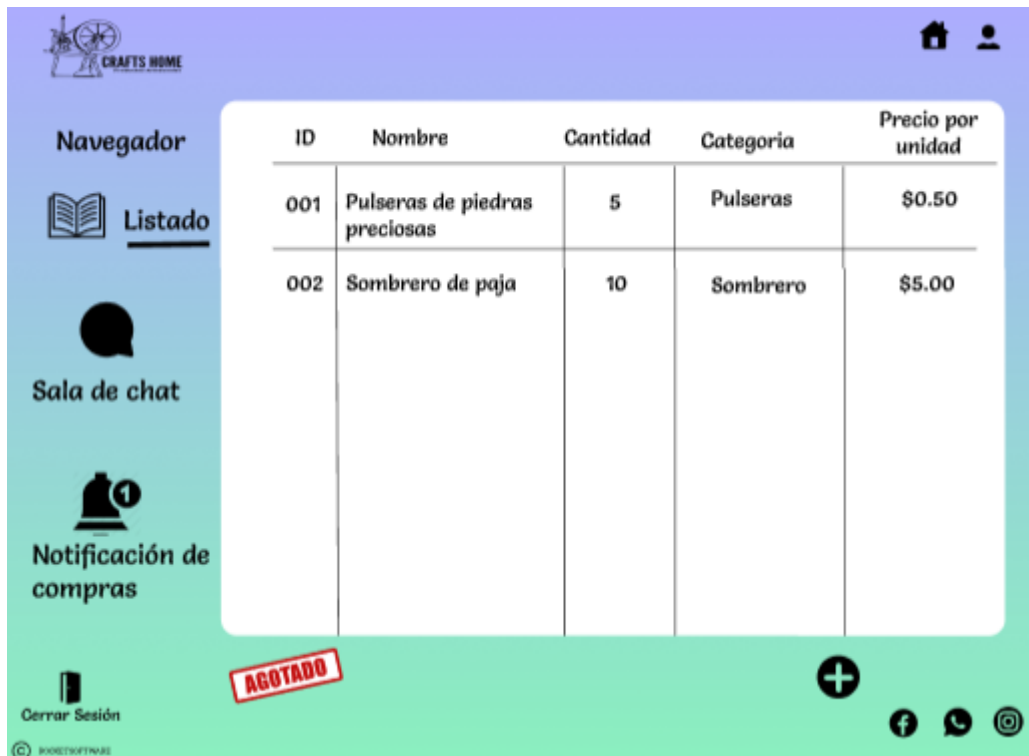 CRAFTS HOME
Navegador
Listado
Sala de chat
1
Notificación de
compras
Cerrar Sesión
ID Nombre Cantidad Categoria Precio por
unidad
001 Pulseras de piedras
preciosas 5 Pulseras $0.50
002 Sombrero de paja 10 Sombrero $5.00
AGOTADO
©